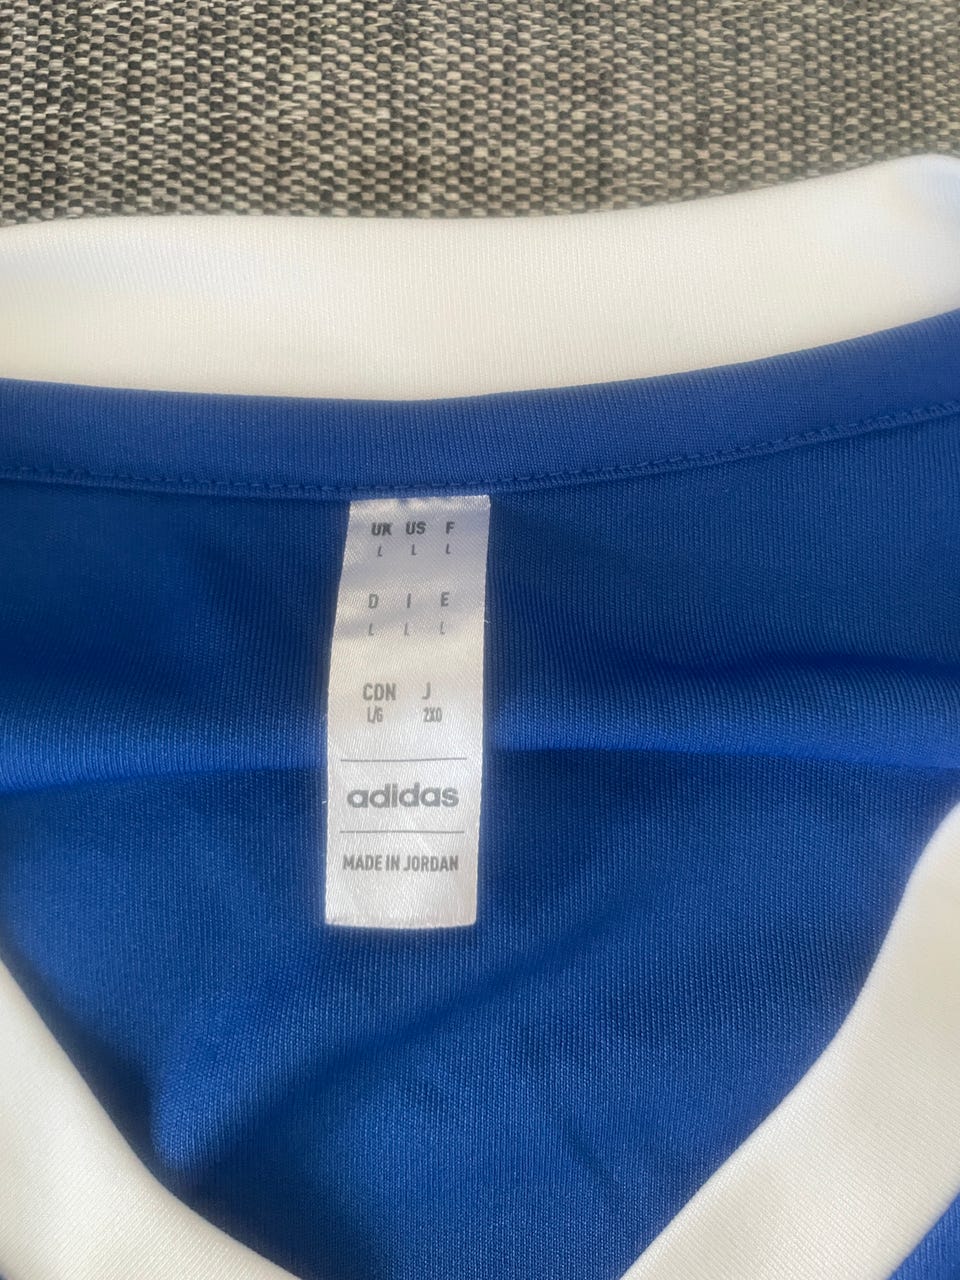 UK US F
L L L
D I E
L L L
CDN J
L/G 2XO
adidas
MADE IN JORDAN